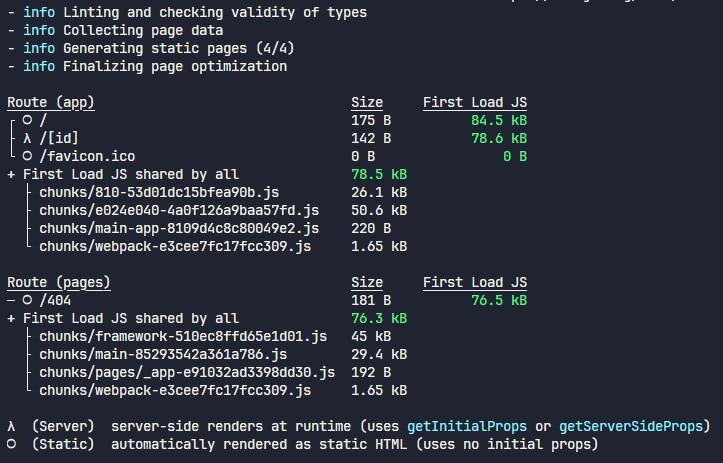 - info Linting and checking validity of types
- info Collecting page data
- info Generating static pages (4/4)
- info Finalizing page optimization
Route (app) Size First Load JS
┌ ○ / 175 B 84.5 kB
├ λ /[id] 142 B 78.6 kB
└ ○ /favicon.ico 0 B 0 B
+ First Load JS shared by all 78.5 kB
├ chunks/810-53d01dc15bfea90b.js 26.1 kB
├ chunks/e024e040-4a0f126a9baa57fd.js 50.6 kB
├ chunks/main-app-8109d4c8c80049e2.js 220 B
└ chunks/webpack-e3cee7fc17fcc309.js 1.65 kB
Route (pages) Size First Load JS
─ ○ /404 181 B 76.5 kB
+ First Load JS shared by all 76.3 kB
├ chunks/framework-510ec8ffd65e1d01.js 45 kB
├ chunks/main-85293542a361a786.js 29.4 kB
├ chunks/pages/_app-e91032ad3398dd30.js 192 B
└ chunks/webpack-e3cee7fc17fcc309.js 1.65 kB
λ (Server) server-side renders at runtime (uses getInitialProps or getServerSideProps)
○ (Static) automatically rendered as static HTML (uses no initial props)